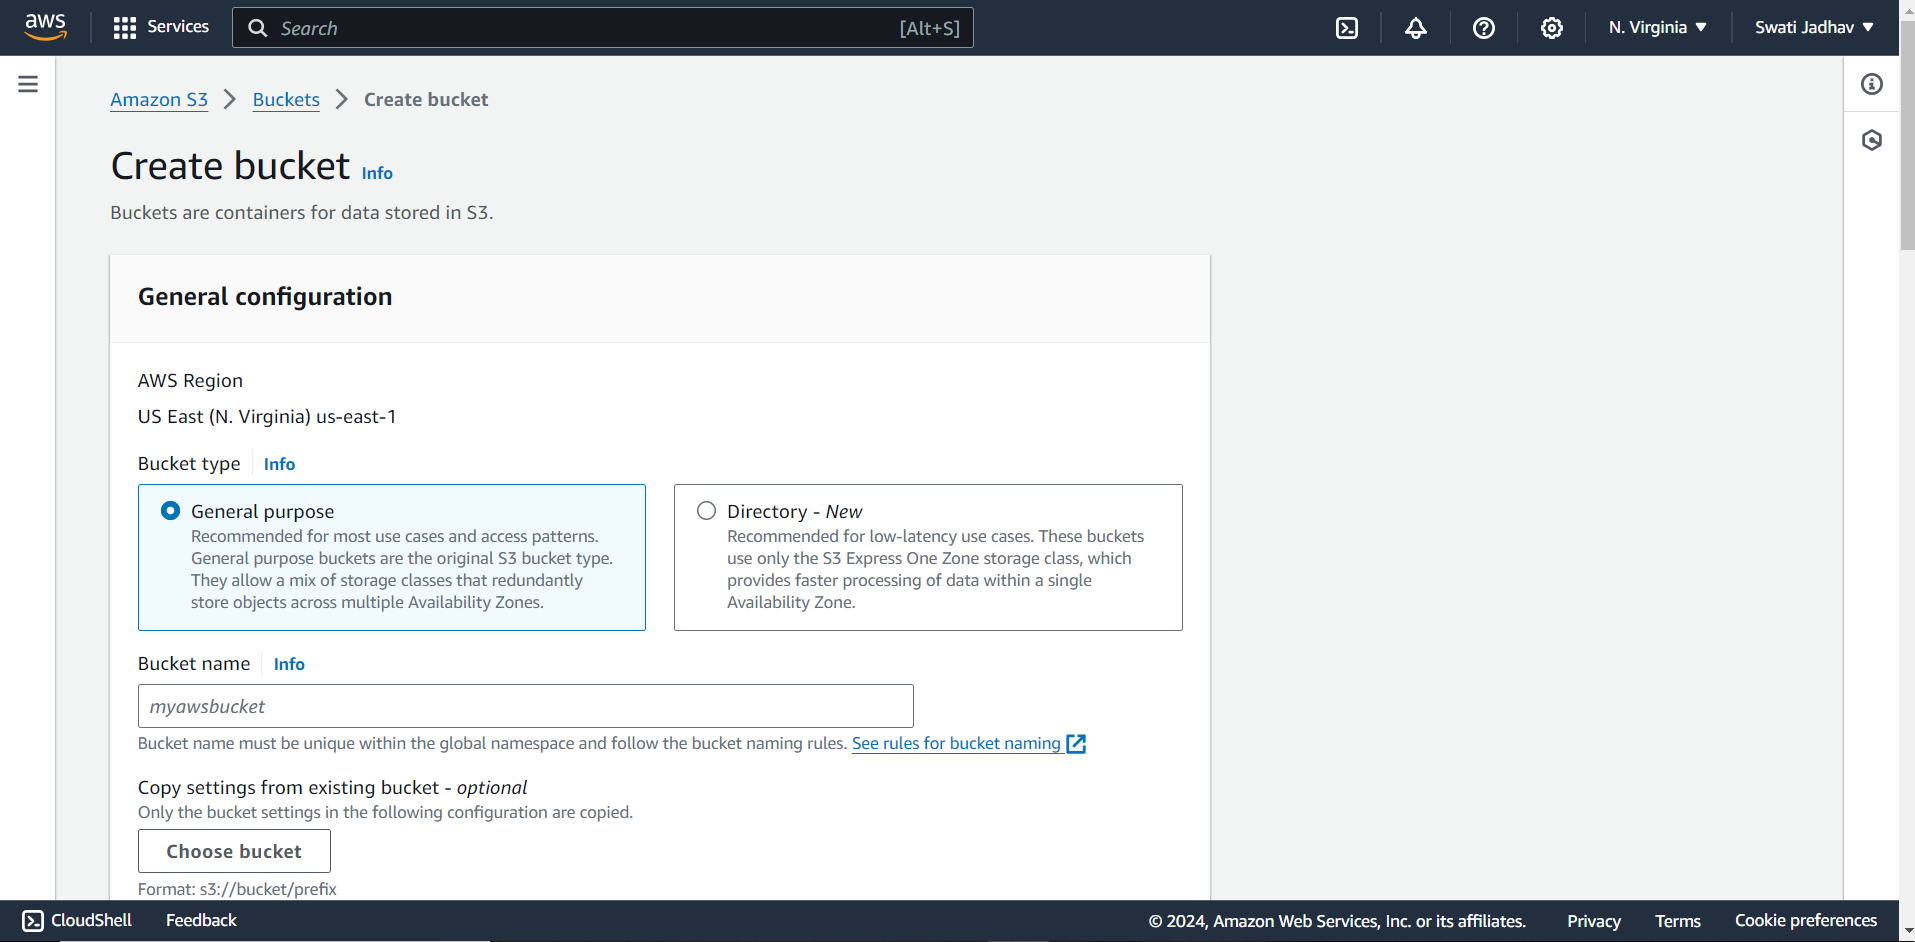 aws
Services
Search
[Alt+S]
N. Virginia
Swati Jadhav
Amazon S3
Buckets
Create bucket
Create bucket
Info
Buckets are containers for data stored in S3.
General configuration
AWS Region
US East (N. Virginia) us-east-1
Bucket type
Info
General purpose
Recommended for most use cases and access patterns.
General purpose buckets are the original S3 bucket type.
They allow a mix of storage classes that redundantly
store objects across multiple Availability Zones.
Directory - New
Recommended for low-latency use cases. These buckets
use only the S3 Express One Zone storage class, which
provides faster processing of data within a single
Availability Zone.
Bucket name
Info
myawsbucket
Bucket name must be unique within the global namespace and follow the bucket naming rules. See rules for bucket naming
Copy settings from existing bucket - optional
Only the bucket settings in the following configuration are copied.
Choose bucket
Format: s3://bucket/prefix
CloudShell
Feedback
© 2024, Amazon Web Services, Inc. or its affiliates.
Privacy
Terms
Cookie preferences